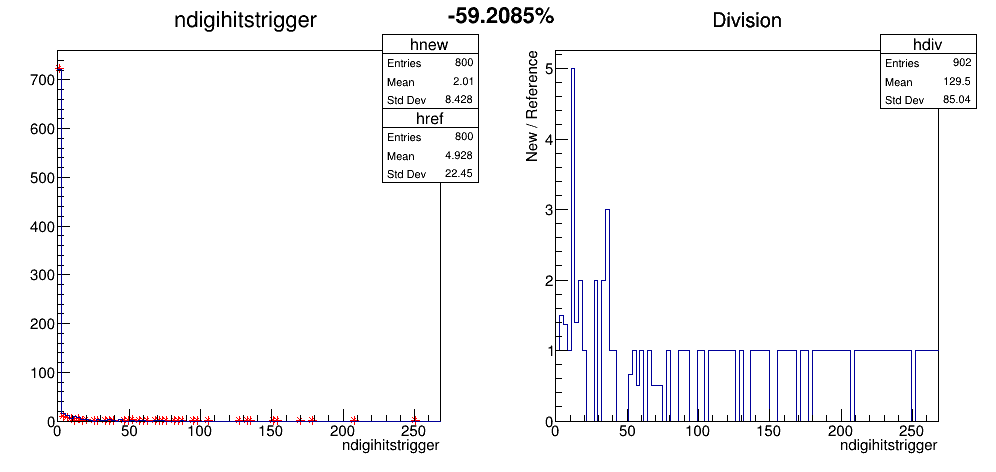 ndigihitstrigger
-59.2085%
Division
hnew
Entries 800
Mean 2.01
Std Dev 8.428
href
Entries 800
Mean 4.928
Std Dev 22.45
700
600
500
400
300
200
100
0
0 50 100 150 200 250
ndigihitstrigger
hdiv
Entries 902
Mean 129.5
Std Dev 85.04
New / Reference
5
4
3
2
1
0
0 50 100 150 200 250
ndigihitstrigger